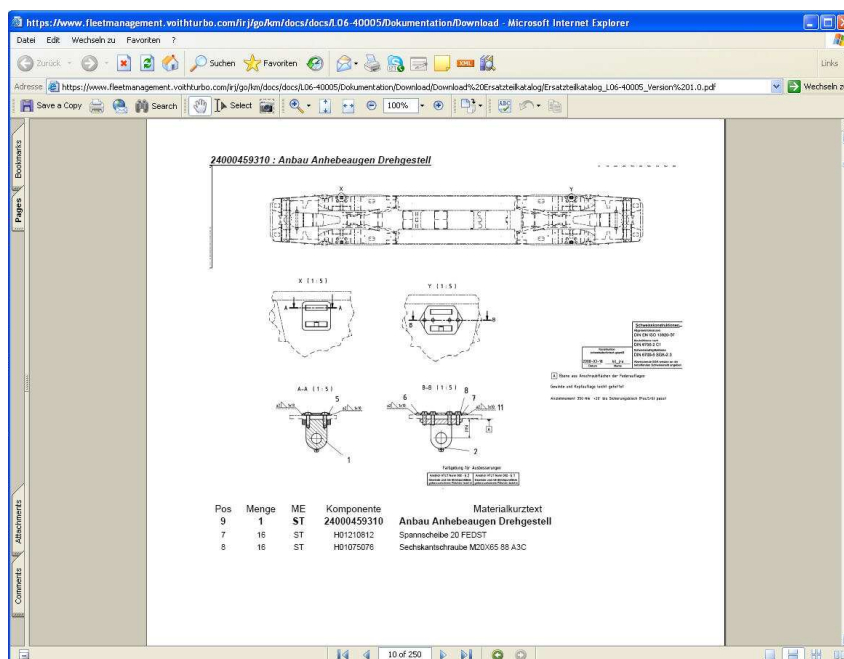 https://www.fleetmanagement.voithturbo.com/irj/go/km/docs/docs/L06-40005/Dokumentation/Download - Microsoft Internet Explorer
Datei Edit Wechseln zu Favoriten ?
Zurück Suchen Favoriten Links
Adresse https://www.fleetmanagement.voithturbo.com/irj/go/km/docs/docs/L06-40005/Dokumentation/Download/Download%20Ersatzteilkatalog/Ersatzteilkatalog_L06-40005_Version%201.0.pdf Wechseln zu
Save a Copy Search Select 100%
Bookmarks
Pages
Attachments
Comments
24000459310 : Anbau Anhebeaugen Drehgestell
X Y
X (1:5) Y (1:5)
A A B B
A-A (1:5) B-B (1:5)
5 6 8 7 11
1 2
A
Pos Menge ME Komponente Materialkurztext
9 1 ST 24000459310 Anbau Anhebeaugen Drehgestell
7 16 ST H01210812 Spannscheibe 20 FEDST
8 16 ST H01075076 Sechskantschraube M20X65 88 A3C
10 of 250